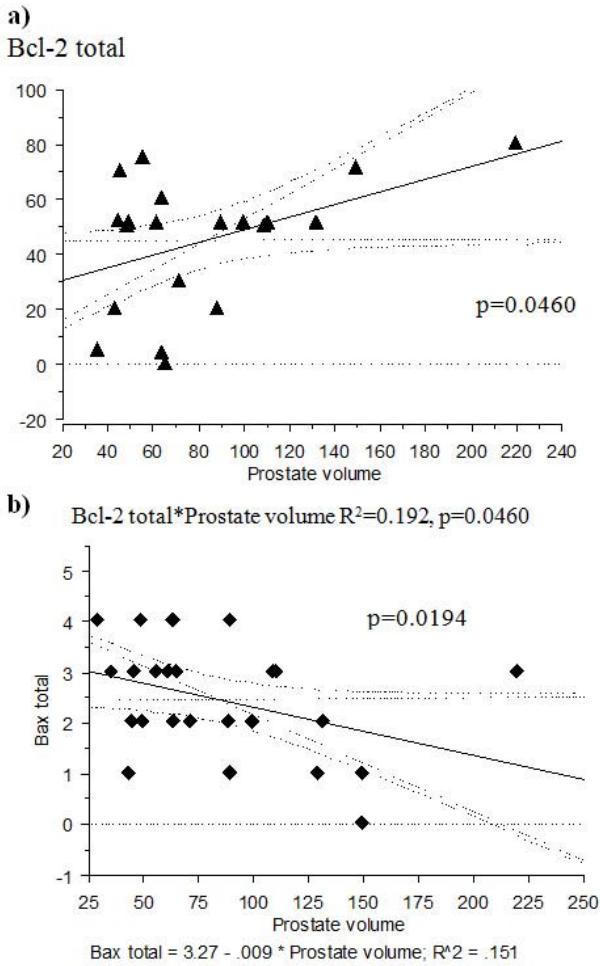 a)
Bcl-2 total
100
80
60
40
20
0
-20
p=0.0460
20 40 60 80 100 120 140 160 180 200 220 240
Prostate volume
b)
Bcl-2 total*Prostate volume R²=0.192, p=0.0460
5
4
3
2
1
0
-1
Bax total
p=0.0194
25 50 75 100 125 150 175 200 225 250
Prostate volume
Bax total = 3.27 - .009 * Prostate volume; R^2 = .151